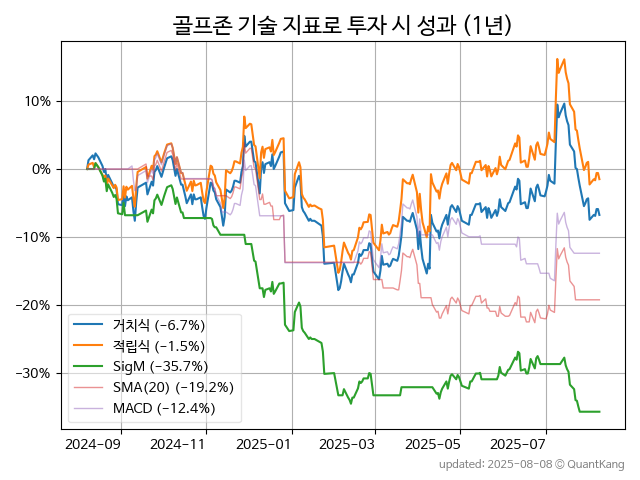 골프존 기술 지표로 투자 시 성과 (1년)
10%
0%
−10%
−20%
−30%
거치식 (−6.7%)
적립식 (−1.5%)
SigM (−35.7%)
SMA(20) (−19.2%)
MACD (−12.4%)
2024-09
2024-11
2025-01
2025-03
2025-05
2025-07
updated: 2025-08-08 © QuantKang